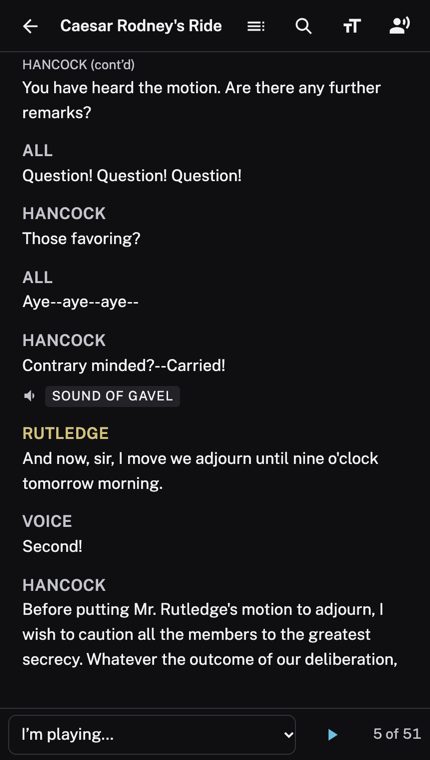 Caesar Rodney's Ride
HANCOCK (cont'd)
You have heard the motion. Are there any further
remarks?
ALL
Question! Question! Question!
HANCOCK
Those favoring?
ALL
Aye--aye--aye--
HANCOCK
Contrary minded?--Carried!
SOUND OF GAVEL
RUTLEDGE
And now, sir, I move we adjourn until nine o'clock
tomorrow morning.
VOICE
Second!
HANCOCK
Before putting Mr. Rutledge's motion to adjourn, I
wish to caution all the members to the greatest
secrecy. Whatever the outcome of our deliberation,
I'm playing...
5 of 51